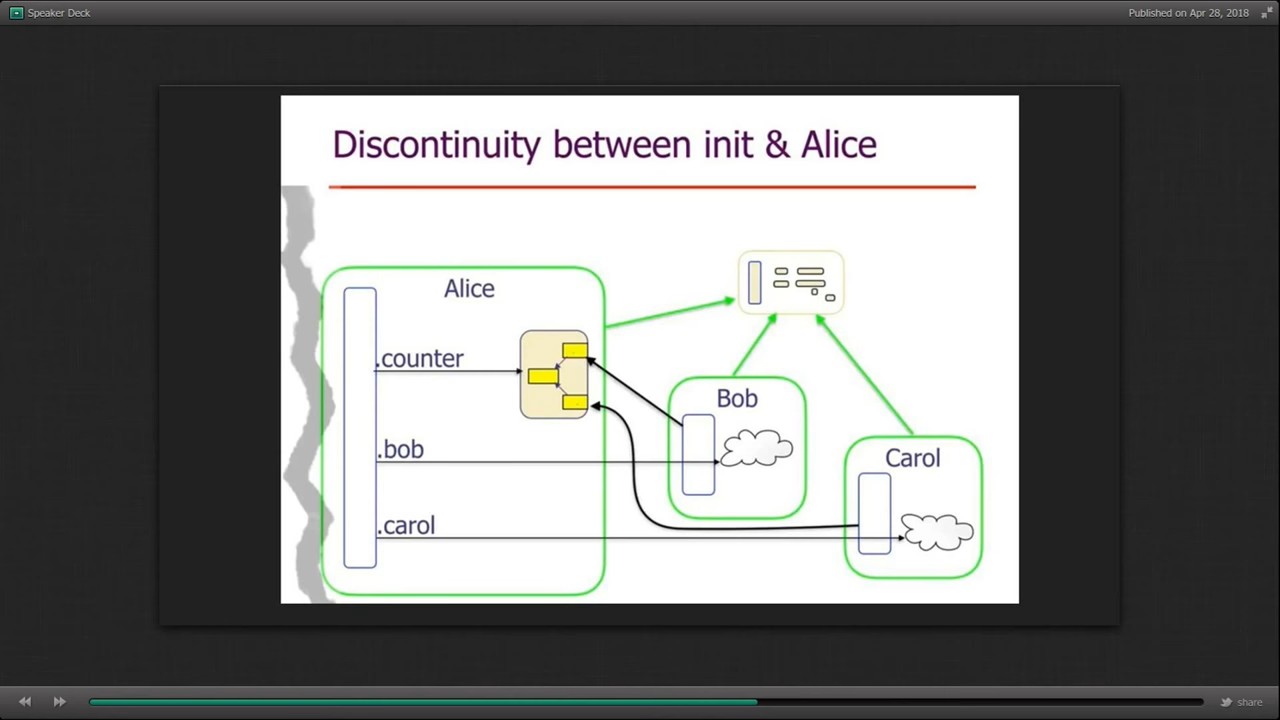 Speaker Deck
Published on Apr 28, 2018
Discontinuity between init & Alice
Alice
.counter
Bob
.bob
Carol
.carol
share